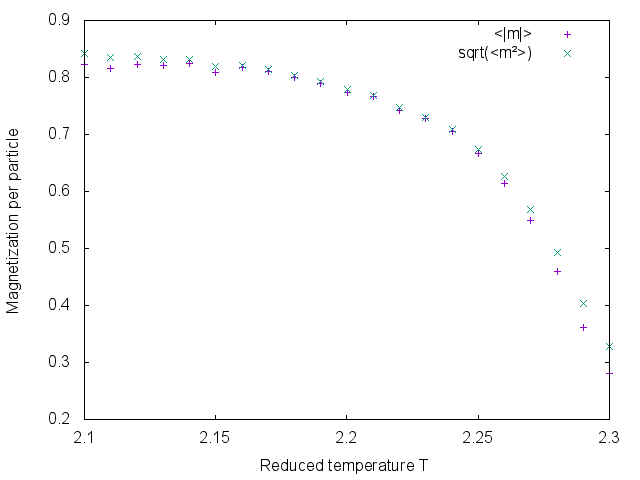 0.9
<|m|>
sqrt(<m²>)
0.8
0.7
0.6
0.5
0.4
0.3
0.2
Magnetization per particle
2.1 2.15 2.2 2.25 2.3
Reduced temperature T